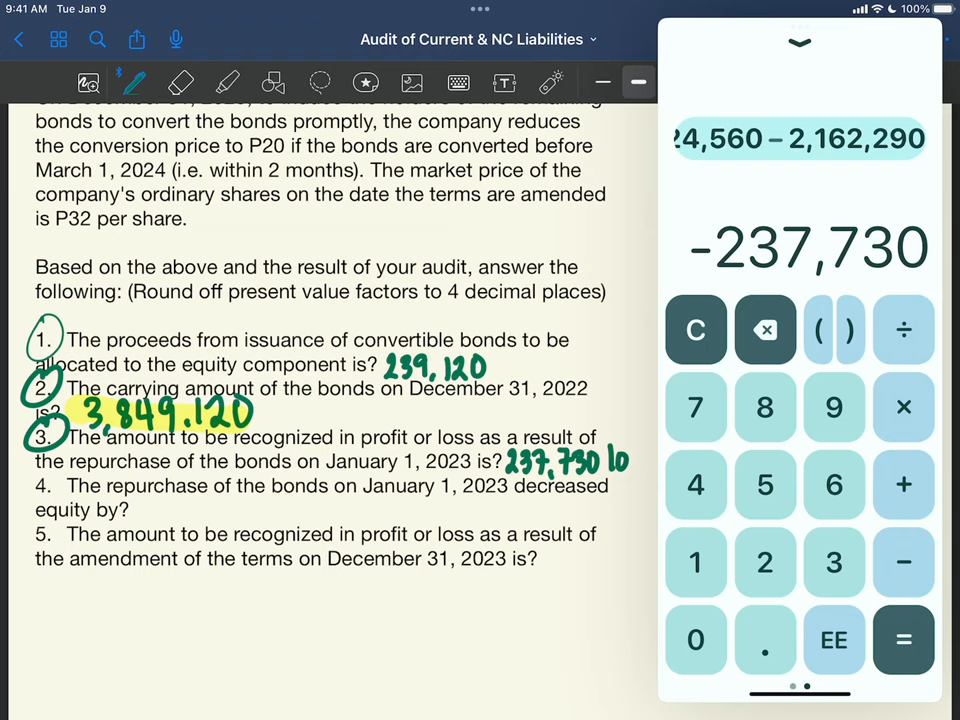 9:41 AM Tue Jan 9
100%
Audit of Current & NC Liabilities
bonds to convert the bonds promptly, the company reduces
the conversion price to P20 if the bonds are converted before
March 1, 2024 (i.e. within 2 months). The market price of the
company's ordinary shares on the date the terms are amended
is P32 per share.
Based on the above and the result of your audit, answer the
following: (Round off present value factors to 4 decimal places)
1. The proceeds from issuance of convertible bonds to be
allocated to the equity component is? 239,120
2. The carrying amount of the bonds on December 31, 2022
is? 3,849,120
3. The amount to be recognized in profit or loss as a result of
the repurchase of the bonds on January 1, 2023 is? 237,730 lo
4. The repurchase of the bonds on January 1, 2023 decreased
equity by?
5. The amount to be recognized in profit or loss as a result of
the amendment of the terms on December 31, 2023 is?
24,560 – 2,162,290
-237,730
C ( ) ÷
7 8 9 ×
4 5 6 +
1 2 3 −
0 . EE =